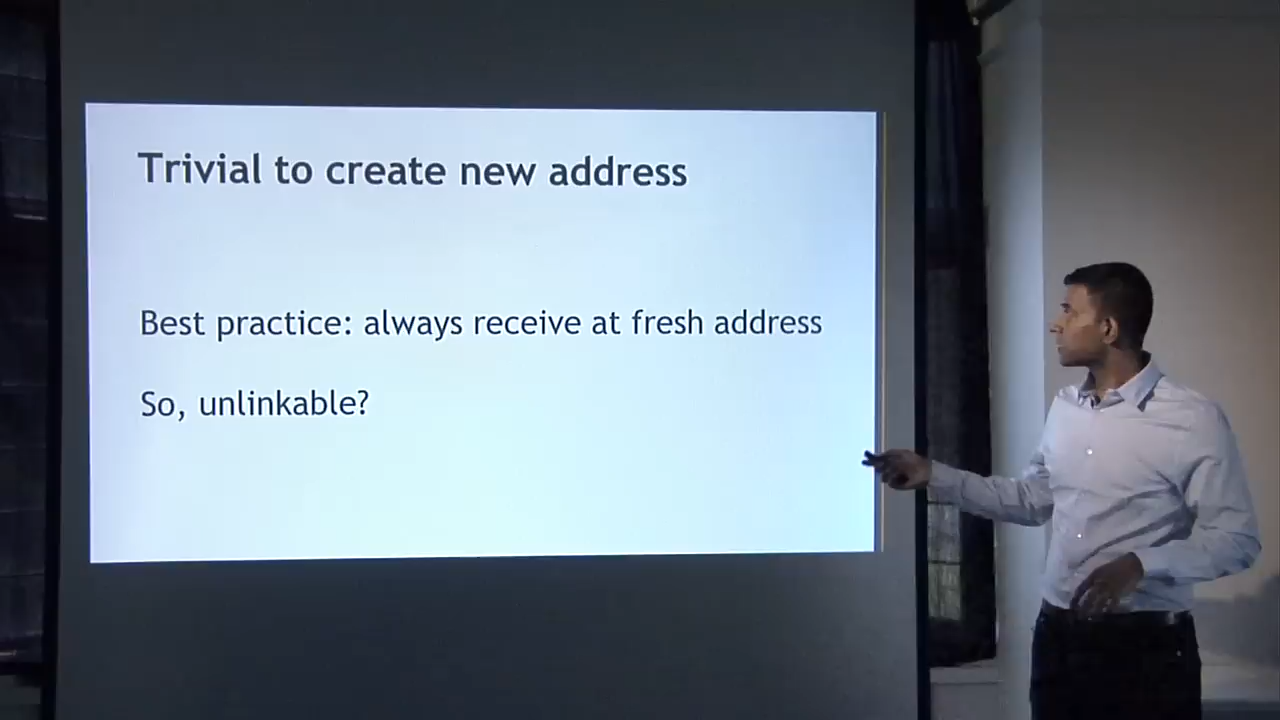 Trivial to create new address
Best practice: always receive at fresh address
So, unlinkable?